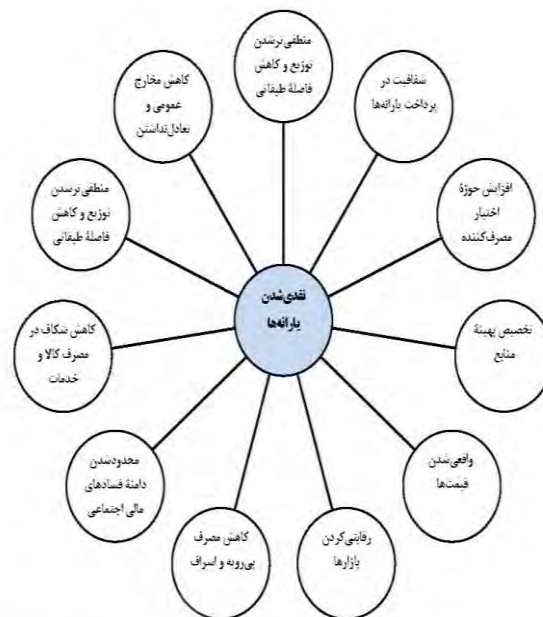 منطقی‌ترشدن
توزیع و کاهش
فاصلهٔ طبقاتی
شفافیت در
پرداخت یارانه‌ها
افزایش حوزهٔ
اختیار
مصرف‌کننده
تخصیص بهینهٔ
منابع
واقعی‌شدن
قیمت‌ها
رقابتی‌کردن
بازارها
کاهش مصرف
بی‌رویه و اسراف
محدودشدن
دامنهٔ فسادهای
مالی اجتماعی
کاهش شکاف در
مصرف کالا و
خدمات
منطقی‌ترشدن
توزیع و کاهش
فاصلهٔ طبقاتی
کاهش مخارج
عمومی و
تعادل‌نداشتن
نقدی‌شدن
یارانه‌ها